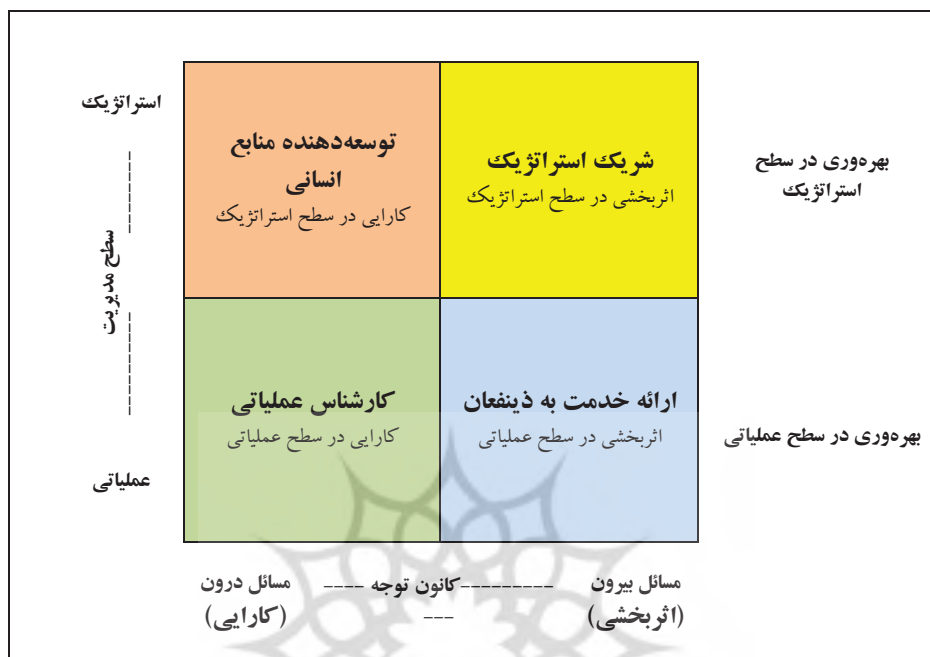 استراتژیک
سطح مدیریت
عملیاتی
شریک استراتژیک
اثربخشی در سطح استراتژیک
توسعه‌دهنده منابع
انسانی
کارایی در سطح استراتژیک
بهره‌وری در سطح
استراتژیک
ارائه خدمت به ذینفعان
اثربخشی در سطح عملیاتی
کارشناس عملیاتی
کارایی در سطح عملیاتی
بهره‌وری در سطح عملیاتی
مسائل بیرون
(اثربخشی)
کانون توجه
مسائل درون
(کارایی)